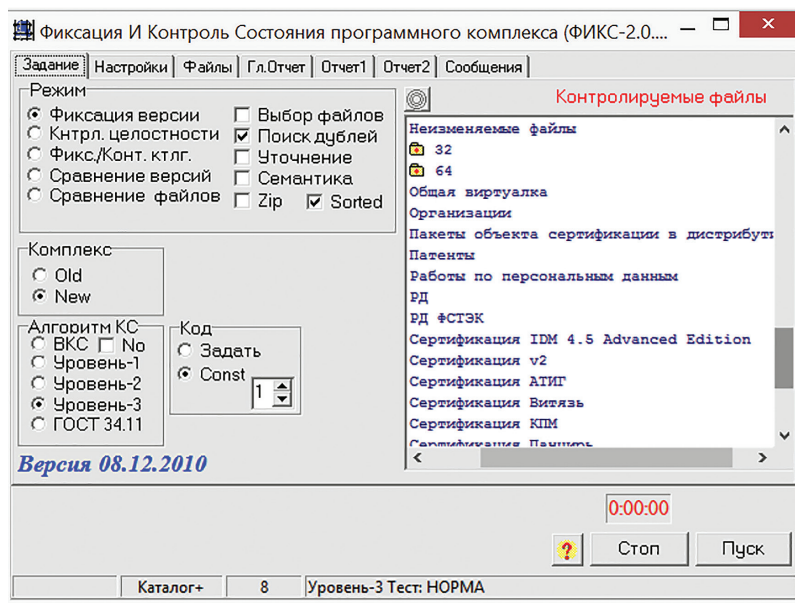 Фиксация И Контроль Состояния программного комплекса (ФИКС-2.0....
Задание Настройки Файлы Гл.Отчет Отчет1 Отчет2 Сообщения
Режим
Фиксация версии
Кнтрл. целостности
Фикс./Конт. ктлг.
Сравнение версий
Сравнение файлов
Выбор файлов
Поиск дублей
Уточнение
Семантика
Zip Sorted
Комплекс
Old
New
Алгоритм КС
ВКС No
Уровень-1
Уровень-2
Уровень-3
ГОСТ 34.11
Код
Задать
Const 1
Версия 08.12.2010
Контролируемые файлы
Неизменяемые файлы
32
64
Общая виртуалка
Организации
Пакеты объекта сертификации в дистрибути
Патенты
Работы по персональным данным
РД
РД ФСТЭК
Сертификация IDM 4.5 Advanced Edition
Сертификация v2
Сертификация АТИГ
Сертификация Витязь
Сертификация КПМ
Сертификация Панцирь
0:00:00
? Стоп Пуск
Каталог+ 8 Уровень-3 Тест: НОРМА